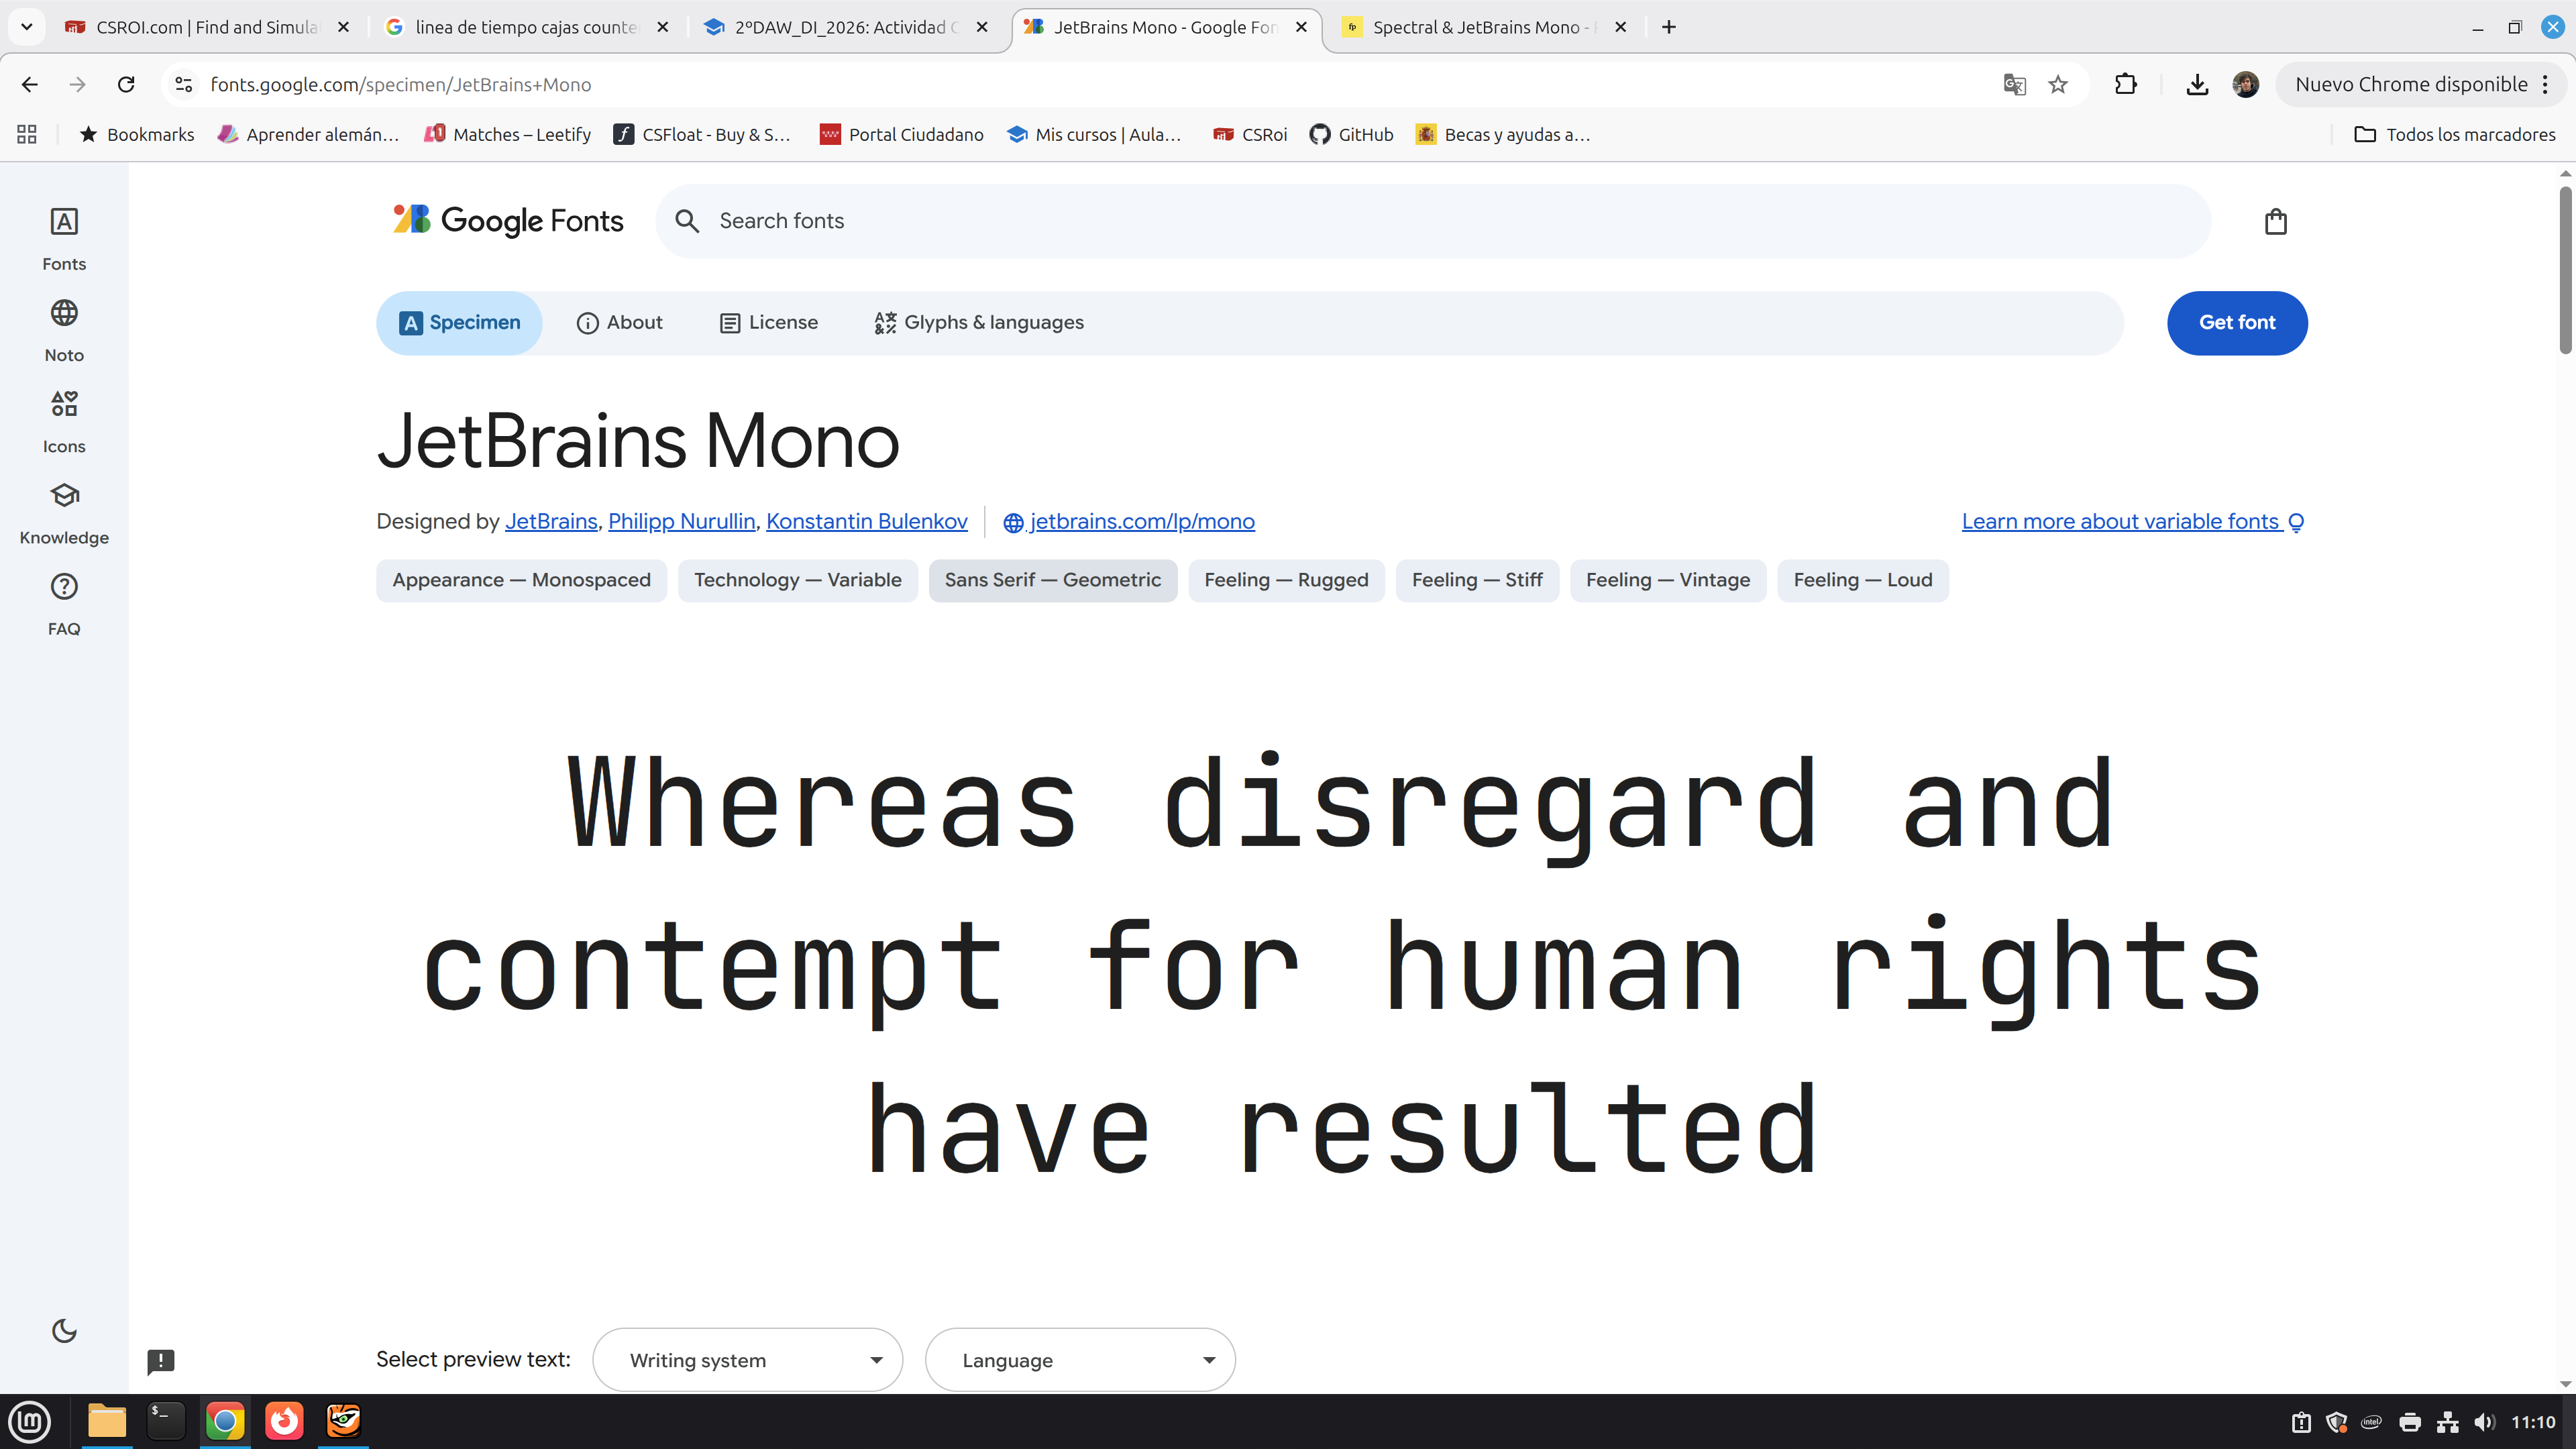 CSROI.com | Find and Simula
linea de tiempo cajas counte
2ºDAW_DI_2026: Actividad
JetBrains Mono - Google Fon
Spectral & JetBrains Mono -
fonts.google.com/specimen/JetBrains+Mono
Nuevo Chrome disponible
Bookmarks
Aprender alemán…
Matches – Leetify
CSFloat - Buy & S…
Portal Ciudadano
Mis cursos | Aula…
CSRoi
GitHub
Becas y ayudas a…
Todos los marcadores
Fonts
Noto
Icons
Knowledge
FAQ
Google Fonts
Search fonts
Specimen
About
License
Glyphs & languages
Get font
JetBrains Mono
Designed by JetBrains, Philipp Nurullin, Konstantin Bulenkov
jetbrains.com/lp/mono
Learn more about variable fonts
Appearance — Monospaced
Technology — Variable
Sans Serif — Geometric
Feeling — Rugged
Feeling — Stiff
Feeling — Vintage
Feeling — Loud
Whereas disregard and
contempt for human rights
have resulted
Select preview text:
Writing system
Language
11:10